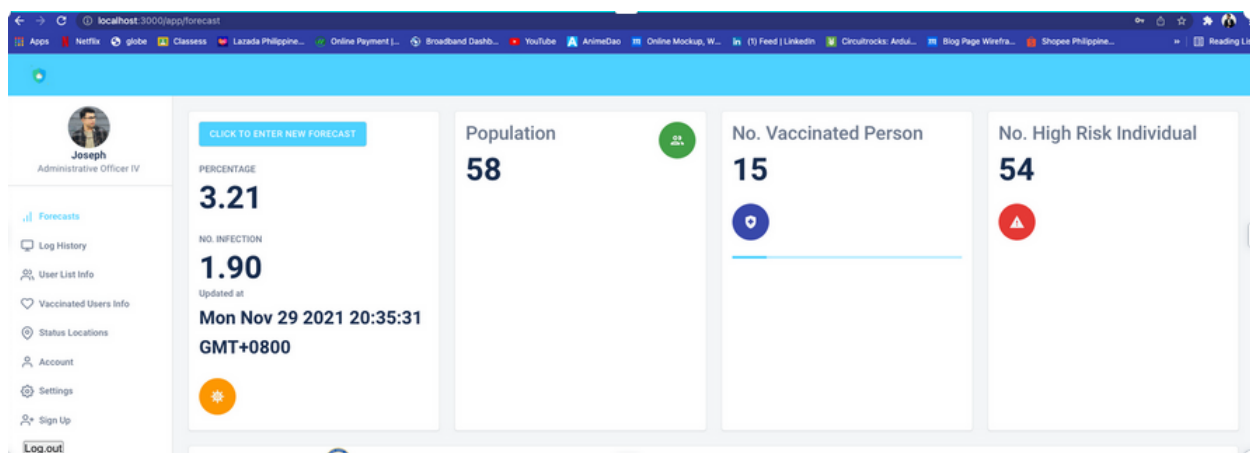 localhost:3000/app/forecast
Apps Netflix globe Classess Lazada Philippine... Online Payment |... Broadband Dashb... YouTube AnimeDao Online Mockup, W... (1) Feed | LinkedIn Circuitrocks: Ardui... Blog Page Wirefra... Shopee Philippine... » Reading Lis
Joseph
Administrative Officer IV
Forecasts
Log History
User List Info
Vaccinated Users Info
Status Locations
Account
Settings
Sign Up
Log.out
CLICK TO ENTER NEW FORECAST
PERCENTAGE
3.21
NO. INFECTION
1.90
Updated at
Mon Nov 29 2021 20:35:31
GMT+0800
Population
58
No. Vaccinated Person
15
No. High Risk Individual
54